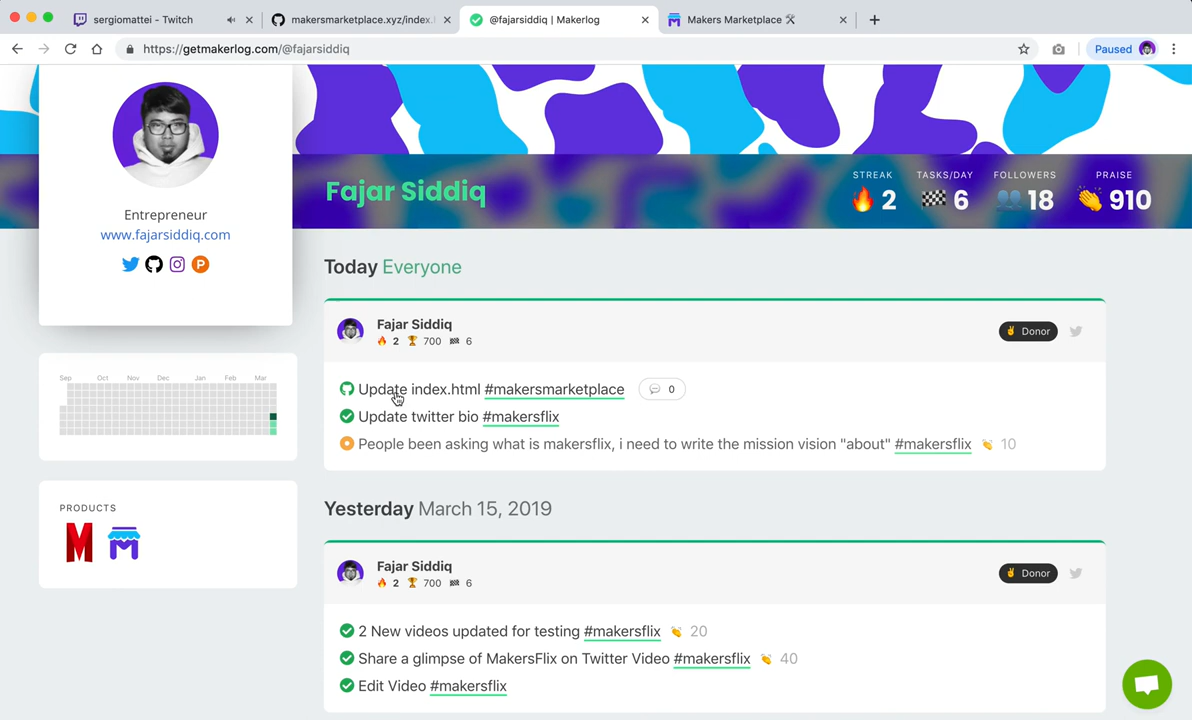 sergiomattei - Twitch
makersmarketplace.xyz/index.
@fajarsiddiq | Makerlog
Makers Marketplace
https://getmakerlog.com/@fajarsiddiq
Paused
Entrepreneur
www.fajarsiddiq.com
Fajar Siddiq
STREAK TASKS/DAY FOLLOWERS PRAISE
2 6 18 910
Today Everyone
Fajar Siddiq
2 700 6
Donor
Update index.html #makersmarketplace 0
Update twitter bio #makersflix
People been asking what is makersflix, i need to write the mission vision "about" #makersflix 10
Sep Oct Nov Dec Jan Feb Mar
PRODUCTS
Yesterday March 15, 2019
Fajar Siddiq
2 700 6
Donor
2 New videos updated for testing #makersflix 20
Share a glimpse of MakersFlix on Twitter Video #makersflix 40
Edit Video #makersflix